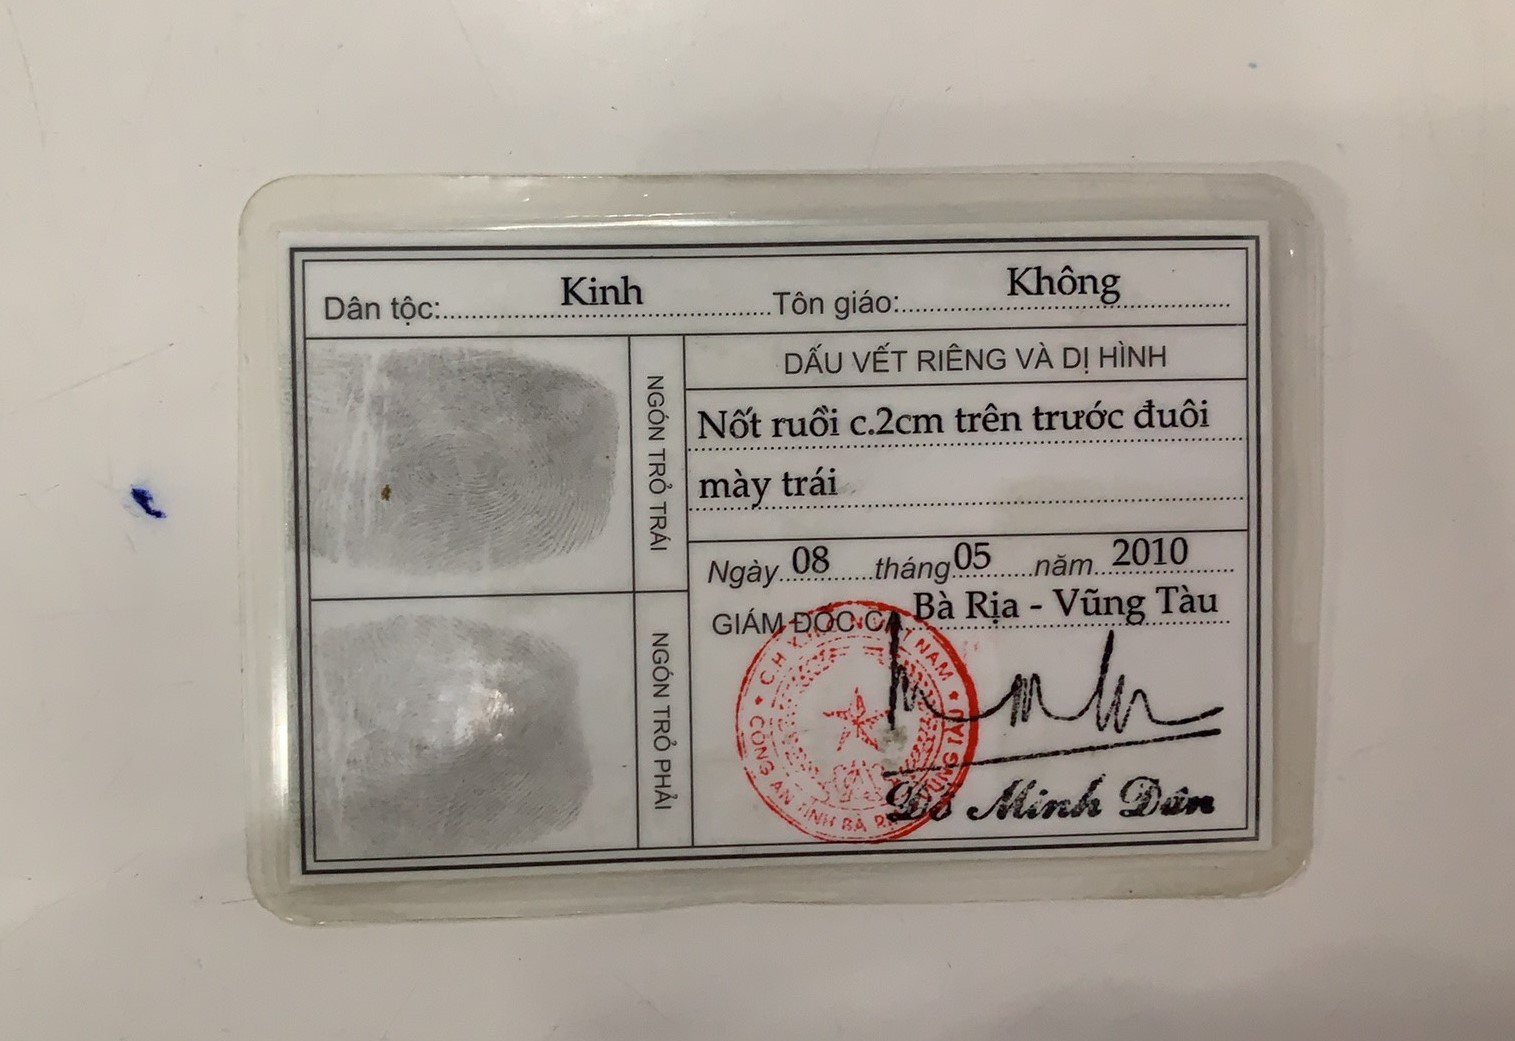 Dân tộc: Kinh Tôn giáo: Không
NGÓN TRỎ TRÁI
DẤU VẾT RIÊNG VÀ DỊ HÌNH
Nốt ruồi c.2cm trên trước đuôi
mày trái
Ngày 08 tháng 05 năm 2010
GIÁM ĐỐC CA Bà Rịa - Vũng Tàu
NGÓN TRỎ PHẢI
NAM
CÔNG AN TỈNH BÀ RỊA
Đỗ Minh Dân